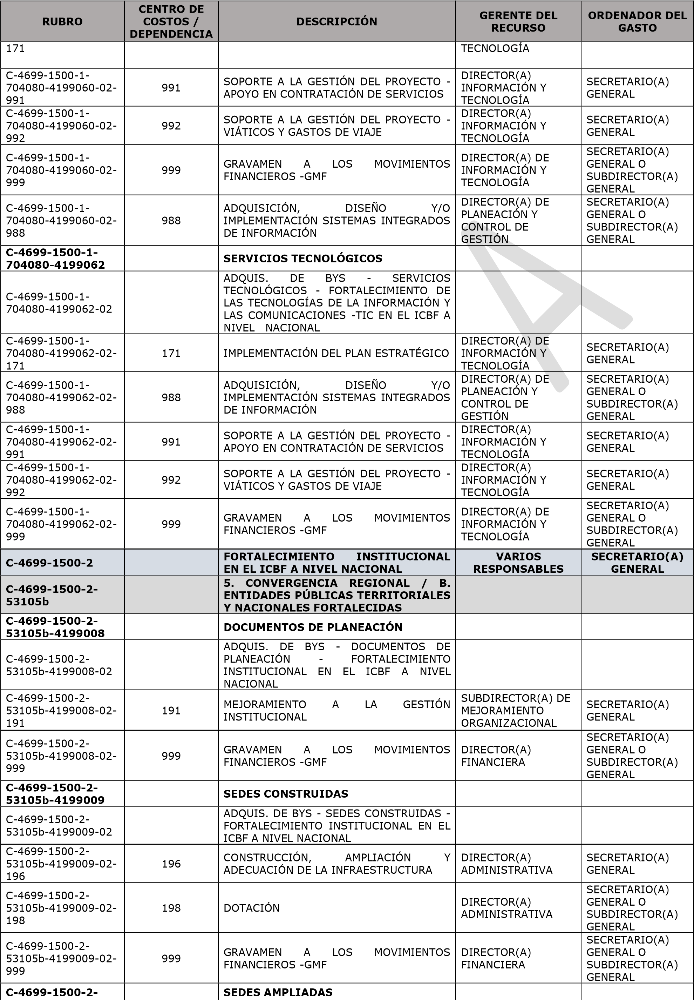 RUBRO
CENTRO DE
COSTOS /
DEPENDENCIA
DESCRIPCIÓN
GERENTE DEL
RECURSO
ORDENADOR DEL
GASTO
171
TECNOLOGÍA
C-4699-1500-1-
704080-4199060-02-
991
991
SOPORTE A LA GESTIÓN DEL PROYECTO -
APOYO EN CONTRATACIÓN DE SERVICIOS
DIRECTOR(A)
INFORMACIÓN Y
TECNOLOGÍA
SECRETARIO(A)
GENERAL
C-4699-1500-1-
704080-4199060-02-
992
992
SOPORTE A LA GESTIÓN DEL PROYECTO -
VIÁTICOS Y GASTOS DE VIAJE
DIRECTOR(A)
INFORMACIÓN Y
TECNOLOGÍA
SECRETARIO(A)
GENERAL
C-4699-1500-1-
704080-4199060-02-
999
999
GRAVAMEN A LOS MOVIMIENTOS
FINANCIEROS -GMF
DIRECTOR(A) DE
INFORMACIÓN Y
TECNOLOGÍA
SECRETARIO(A)
GENERAL O
SUBDIRECTOR(A)
GENERAL
C-4699-1500-1-
704080-4199060-02-
988
988
ADQUISICIÓN, DISEÑO Y/O
IMPLEMENTACIÓN SISTEMAS INTEGRADOS
DE INFORMACIÓN
DIRECTOR(A) DE
PLANEACIÓN Y
CONTROL DE
GESTIÓN
SECRETARIO(A)
GENERAL O
SUBDIRECTOR(A)
GENERAL
C-4699-1500-1-
704080-4199062
SERVICIOS TECNOLÓGICOS
C-4699-1500-1-
704080-4199062-02
ADQUIS. DE BYS - SERVICIOS
TECNOLÓGICOS - FORTALECIMIENTO DE
LAS TECNOLOGÍAS DE LA INFORMACIÓN Y
LAS COMUNICACIONES -TIC EN EL ICBF A
NIVEL NACIONAL
C-4699-1500-1-
704080-4199062-02-
171
171
IMPLEMENTACIÓN DEL PLAN ESTRATÉGICO
DIRECTOR(A) DE
INFORMACIÓN Y
TECNOLOGÍA
SECRETARIO(A)
GENERAL
C-4699-1500-1-
704080-4199062-02-
988
988
ADQUISICIÓN, DISEÑO Y/O
IMPLEMENTACIÓN SISTEMAS INTEGRADOS
DE INFORMACIÓN
DIRECTOR(A) DE
PLANEACIÓN Y
CONTROL DE
GESTIÓN
SECRETARIO(A)
GENERAL O
SUBDIRECTOR(A)
GENERAL
C-4699-1500-1-
704080-4199062-02-
991
991
SOPORTE A LA GESTIÓN DEL PROYECTO -
APOYO EN CONTRATACIÓN DE SERVICIOS
DIRECTOR(A)
INFORMACIÓN Y
TECNOLOGÍA
SECRETARIO(A)
GENERAL
C-4699-1500-1-
704080-4199062-02-
992
992
SOPORTE A LA GESTIÓN DEL PROYECTO -
VIÁTICOS Y GASTOS DE VIAJE
DIRECTOR(A)
INFORMACIÓN Y
TECNOLOGÍA
SECRETARIO(A)
GENERAL
C-4699-1500-1-
704080-4199062-02-
999
999
GRAVAMEN A LOS MOVIMIENTOS
FINANCIEROS -GMF
DIRECTOR(A) DE
INFORMACIÓN Y
TECNOLOGÍA
SECRETARIO(A)
GENERAL O
SUBDIRECTOR(A)
GENERAL
C-4699-1500-2
FORTALECIMIENTO INSTITUCIONAL
EN EL ICBF A NIVEL NACIONAL
VARIOS
RESPONSABLES
SECRETARIO(A)
GENERAL
C-4699-1500-2-
53105b
5. CONVERGENCIA REGIONAL / B.
ENTIDADES PÚBLICAS TERRITORIALES
Y NACIONALES FORTALECIDAS
C-4699-1500-2-
53105b-4199008
DOCUMENTOS DE PLANEACIÓN
C-4699-1500-2-
53105b-4199008-02
ADQUIS. DE BYS - DOCUMENTOS DE
PLANEACIÓN - FORTALECIMIENTO
INSTITUCIONAL EN EL ICBF A NIVEL
NACIONAL
C-4699-1500-2-
53105b-4199008-02-
191
191
MEJORAMIENTO A LA GESTIÓN
INSTITUCIONAL
SUBDIRECTOR(A) DE
MEJORAMIENTO
ORGANIZACIONAL
SECRETARIO(A)
GENERAL
C-4699-1500-2-
53105b-4199008-02-
999
999
GRAVAMEN A LOS MOVIMIENTOS
FINANCIEROS -GMF
DIRECTOR(A)
FINANCIERA
SECRETARIO(A)
GENERAL O
SUBDIRECTOR(A)
GENERAL
C-4699-1500-2-
53105b-4199009
SEDES CONSTRUIDAS
C-4699-1500-2-
53105b-4199009-02
ADQUIS. DE BYS - SEDES CONSTRUIDAS -
FORTALECIMIENTO INSTITUCIONAL EN EL
ICBF A NIVEL NACIONAL
C-4699-1500-2-
53105b-4199009-02-
196
196
CONSTRUCCIÓN, AMPLIACIÓN Y
ADECUACIÓN DE LA INFRAESTRUCTURA
DIRECTOR(A)
ADMINISTRATIVA
SECRETARIO(A)
GENERAL
C-4699-1500-2-
53105b-4199009-02-
198
198
DOTACIÓN
DIRECTOR(A)
ADMINISTRATIVA
SECRETARIO(A)
GENERAL O
SUBDIRECTOR(A)
GENERAL
C-4699-1500-2-
53105b-4199009-02-
999
999
GRAVAMEN A LOS MOVIMIENTOS
FINANCIEROS -GMF
DIRECTOR(A)
FINANCIERA
SECRETARIO(A)
GENERAL O
SUBDIRECTOR(A)
GENERAL
C-4699-1500-2-
SEDES AMPLIADAS
A